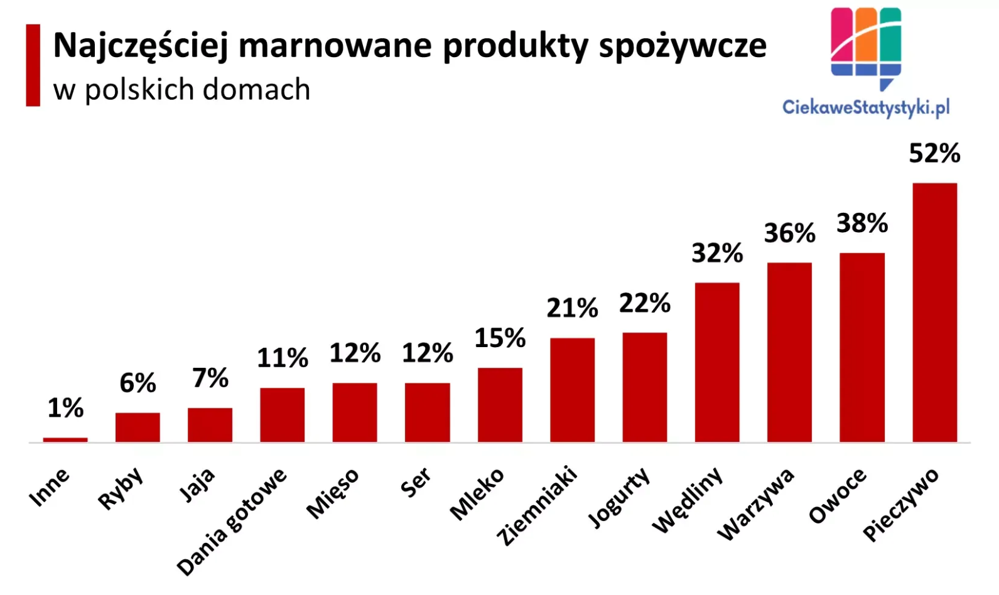 Najczęściej marnowane produkty spożywcze
w polskich domach
CiekaweStatystyki.pl
1%
6%
7%
11%
12%
12%
15%
21%
22%
32%
36%
38%
52%
Inne
Ryby
Jaja
Dania gotowe
Mięso
Ser
Mleko
Ziemniaki
Jogurty
Wędliny
Warzywa
Owoce
Pieczywo